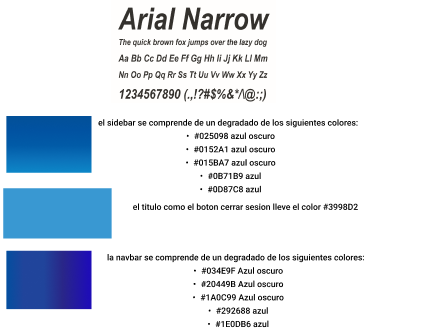 Arial Narrow
The quick brown fox jumps over the lazy dog
Aa Bb Cc Dd Ee Ff Gg Hh Ii Jj Kk Ll Mm
Nn Oo Pp Qq Rr Ss Tt Uu Vv Ww Xx Yy Zz
1234567890 (.,!?#$%&*/\@:;)
el sidebar se comprende de un degradado de los siguientes colores:
• #025098 azul oscuro
• #0152A1 azul oscuro
• #015BA7 azul oscuro
• #0B71B9 azul
• #0D87C8 azul
el titulo como el boton cerrar sesion lleve el color #3998D2
la navbar se comprende de un degradado de los siguientes colores:
• #034E9F Azul oscuro
• #20449B Azul oscuro
• #1A0C99 Azul oscuro
• #292688 azul
• #1E0DB6 azul